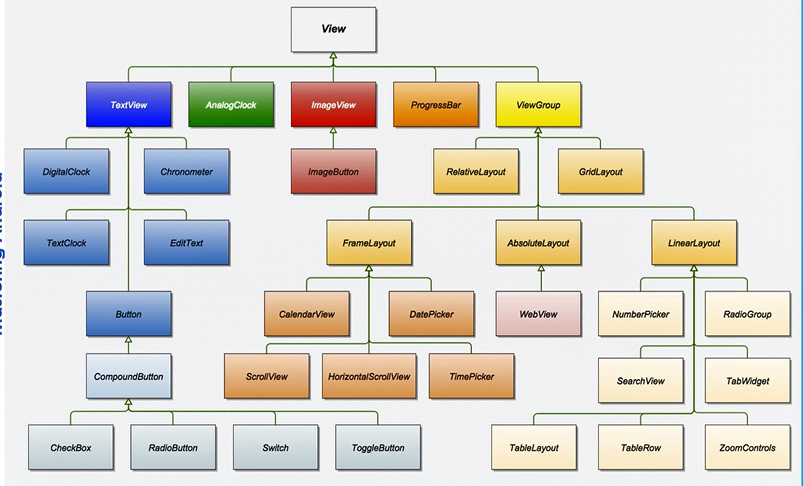 View
TextView
AnalogClock
ImageView
ProgressBar
ViewGroup
DigitalClock
Chronometer
ImageButton
RelativeLayout
GridLayout
TextClock
EditText
FrameLayout
AbsoluteLayout
LinearLayout
Button
CalendarView
DatePicker
WebView
NumberPicker
RadioGroup
CompoundButton
ScrollView
HorizontalScrollView
TimePicker
SearchView
TabWidget
CheckBox
RadioButton
Switch
ToggleButton
TableLayout
TableRow
ZoomControls